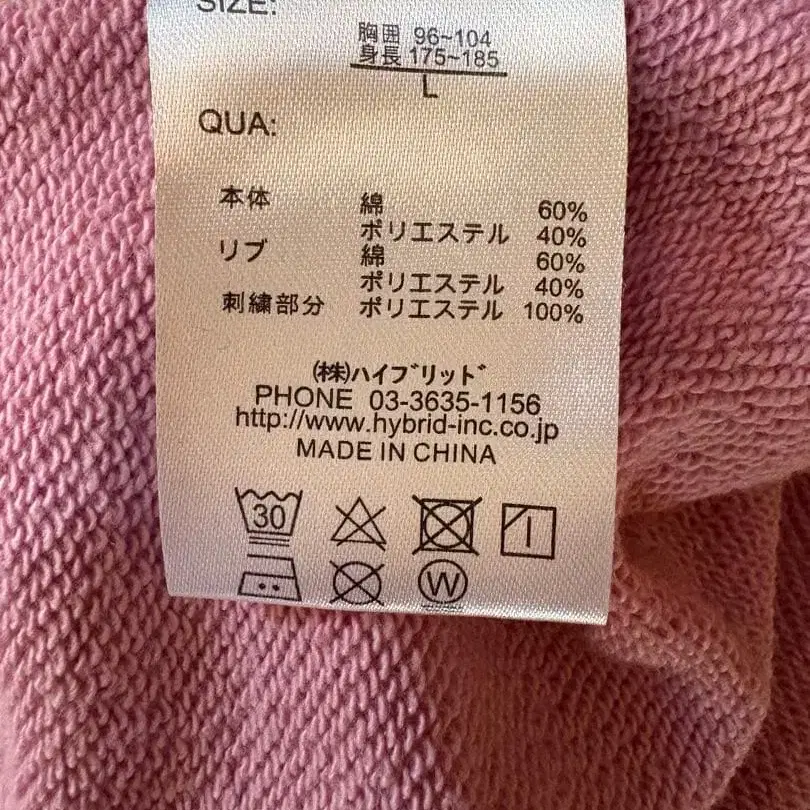 SIZE:
胸囲 96~104
身長 175~185
L
QUA:
本体 綿 60%
ポリエステル 40%
リブ 綿 60%
ポリエステル 40%
刺繍部分 ポリエステル 100%
㈱ハイブリッド
PHONE 03-3635-1156
http://www.hybrid-inc.co.jp
MADE IN CHINA
30
W